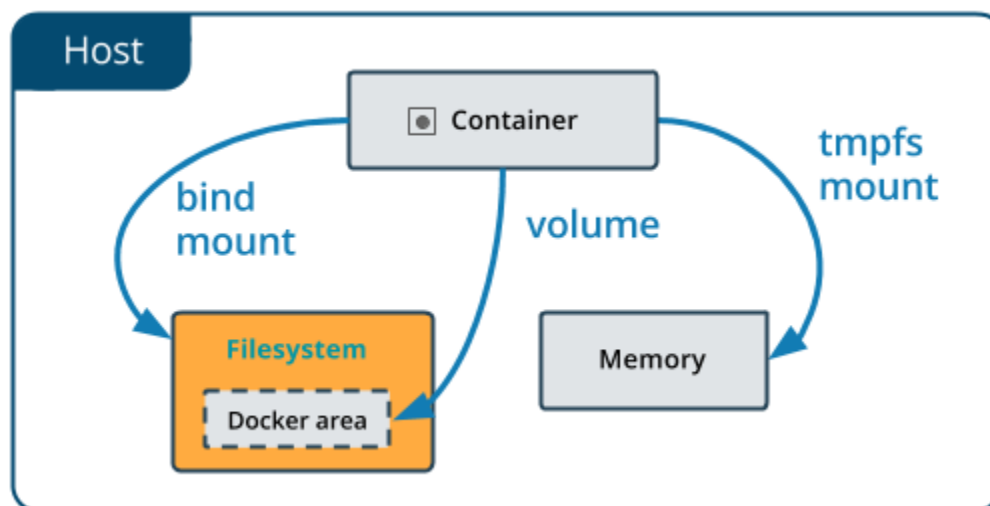 Host
Container
bind
mount
volume
tmpfs
mount
Filesystem
Docker area
Memory